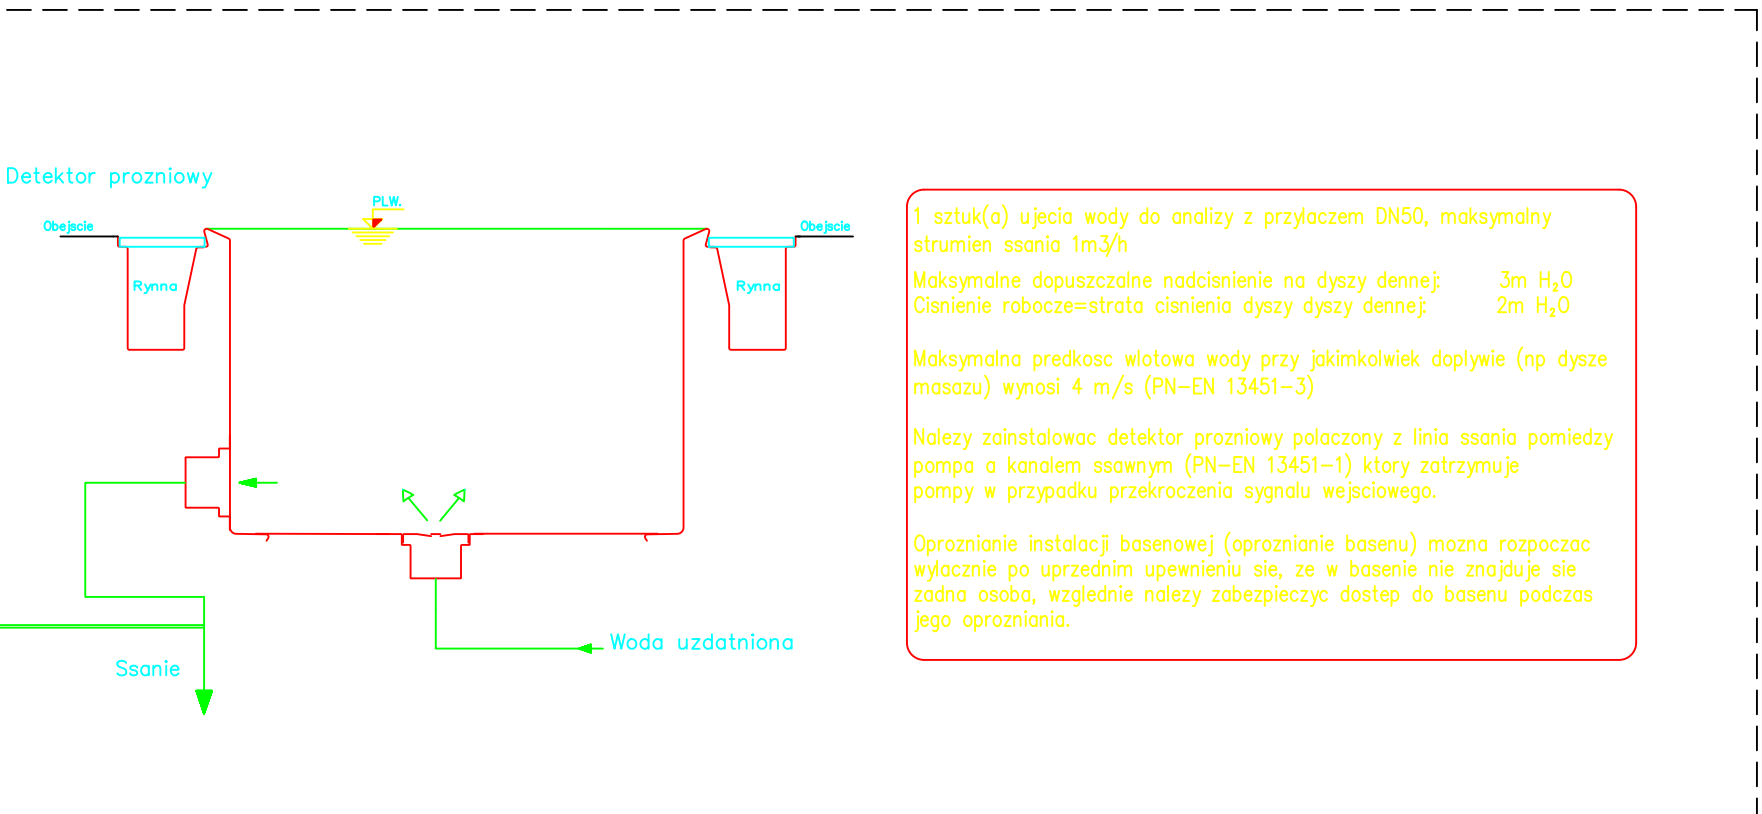 Detektor prozniowy
PLW.
Obejscie
Obejscie
Rynna
Rynna
Woda uzdatniona
Ssanie
1 sztuk(a) ujecia wody do analizy z przylaczem DN50, maksymalny
strumien ssania 1m3/h
Maksymalne dopuszczalne nadcisnienie na dyszy dennej: 3m H₂O
Cisnienie robocze=strata cisnienia dyszy dyszy dennej: 2m H₂O
Maksymalna predkosc wlotowa wody przy jakimkolwiek doplywie (np dysze
masazu) wynosi 4 m/s (PN-EN 13451-3)
Nalezy zainstalowac detektor prozniowy polaczony z linia ssania pomiedzy
pompa a kanalem ssawnym (PN-EN 13451-1) ktory zatrzymuje
pompy w przypadku przekroczenia sygnalu wejsciowego.
Oproznianie instalacji basenowej (oproznianie basenu) mozna rozpoczac
wylacznie po uprzednim upewnieniu sie, ze w basenie nie znajduje sie
zadna osoba, wzglednie nalezy zabezpieczyc dostep do basenu podczas
jego oprozniania.